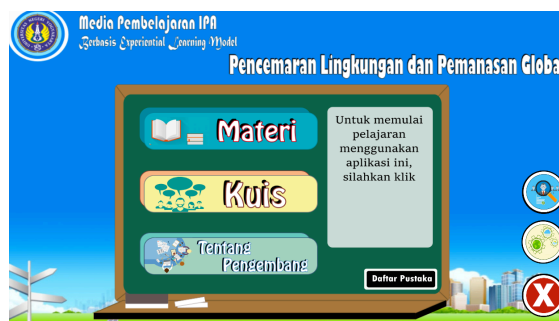 Media Pembelajaran IPA
Berbasis Experiential Learning Model
Pencemaran Lingkungan dan Pemanasan Globa
Materi
Untuk memulai
pelajaran
menggunakan
aplikasi ini,
silahkan klik
Kuis
Tentang
Pengembang
Daftar Pustaka
X